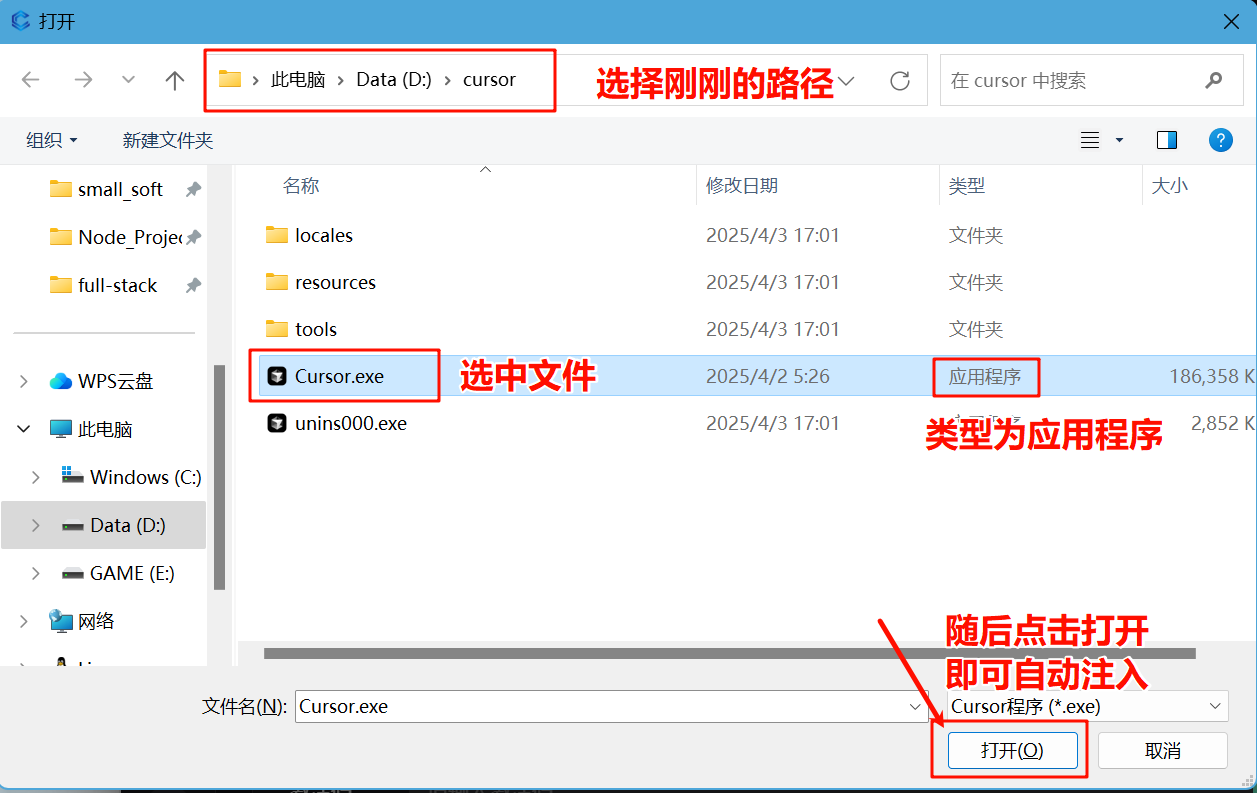 打开
此电脑 > Data (D:) > cursor
选择刚刚的路径
在 cursor 中搜索
组织
新建文件夹
名称
修改日期
类型
大小
small_soft
Node_Projec
full-stack
WPS云盘
此电脑
Windows (C:)
Data (D:)
GAME (E:)
网络
locales 2025/4/3 17:01 文件夹
resources 2025/4/3 17:01 文件夹
tools 2025/4/3 17:01 文件夹
Cursor.exe 选中文件 2025/4/2 5:26 应用程序 186,358 K
unins000.exe 2025/4/3 17:01 2,852 K
类型为应用程序
随后点击打开
即可自动注入
文件名(N): Cursor.exe
Cursor程序 (*.exe)
打开(O)
取消